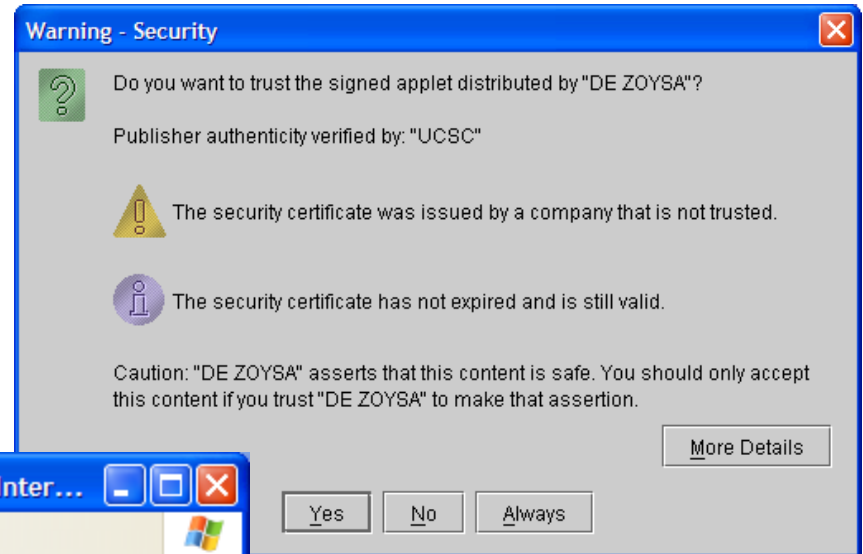 Warning - Security
Do you want to trust the signed applet distributed by "DE ZOYSA"?
Publisher authenticity verified by: "UCSC"
The security certificate was issued by a company that is not trusted.
The security certificate has not expired and is still valid.
Caution: "DE ZOYSA" asserts that this content is safe. You should only accept
this content if you trust "DE ZOYSA" to make that assertion.
More Details
Inter...
Yes No Always